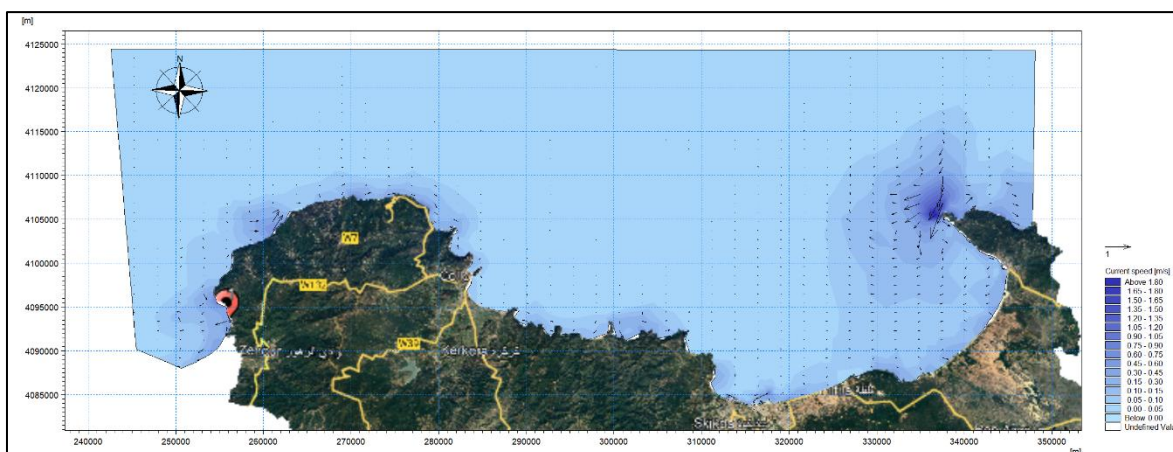 [m]
4125000
4120000
4115000
4110000
4105000
4100000
4095000
4090000
4085000
N
W7
W132
W39
Kerkera
240000 250000 260000 270000 280000 290000 300000 310000 320000 330000 340000 350000
[m]
1
Current speed [m/s]
Above 1.80
1.65 - 1.80
1.50 - 1.65
1.35 - 1.50
1.20 - 1.35
1.05 - 1.20
0.90 - 1.05
0.75 - 0.90
0.60 - 0.75
0.45 - 0.60
0.30 - 0.45
0.15 - 0.30
0.10 - 0.15
0.05 - 0.10
0.00 - 0.05
Below 0.00
Undefined Valu